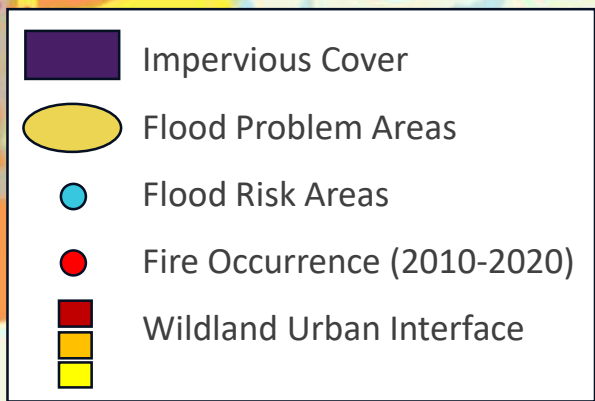 Impervious Cover
Flood Problem Areas
Flood Risk Areas
Fire Occurrence (2010-2020)
Wildland Urban Interface